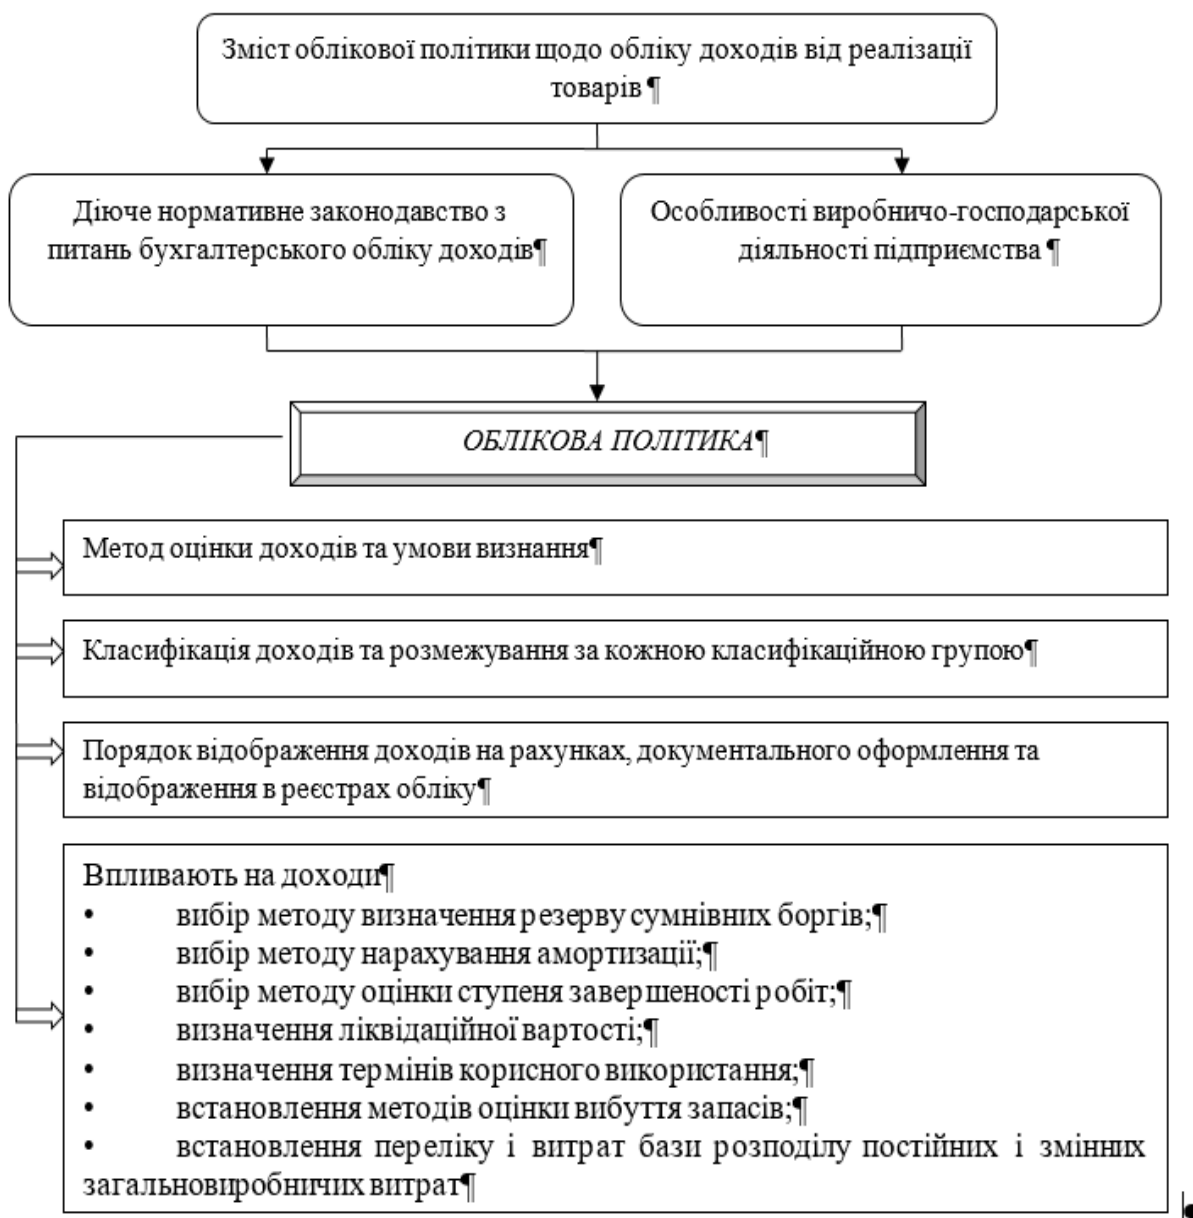 Зміст облікової політики щодо обліку доходів від реалізації
товарів ¶
Діюче нормативне законодавство з
питань бухгалтерського обліку доходів¶
Особливості виробничо-господарської
діяльності підприємства ¶
ОБЛІКОВА ПОЛІТИКА¶
Метод оцінки доходів та умови визнання¶
Класифікація доходів та розмежування за кожною класифікаційною групою¶
Порядок відображення доходів на рахунках, документального оформлення та
відображення в реєстрах обліку¶
Впливають на доходи¶
• вибір методу визначення резерву сумнівних боргів;¶
• вибір методу нарахування амортизації;¶
• вибір методу оцінки ступеня завершеності робіт;¶
• визначення ліквідаційної вартості;¶
• визначення термінів корисного використання;¶
• встановлення методів оцінки вибуття запасів;¶
• встановлення переліку і витрат бази розподілу постійних і змінних
загальновиробничих витрат¶